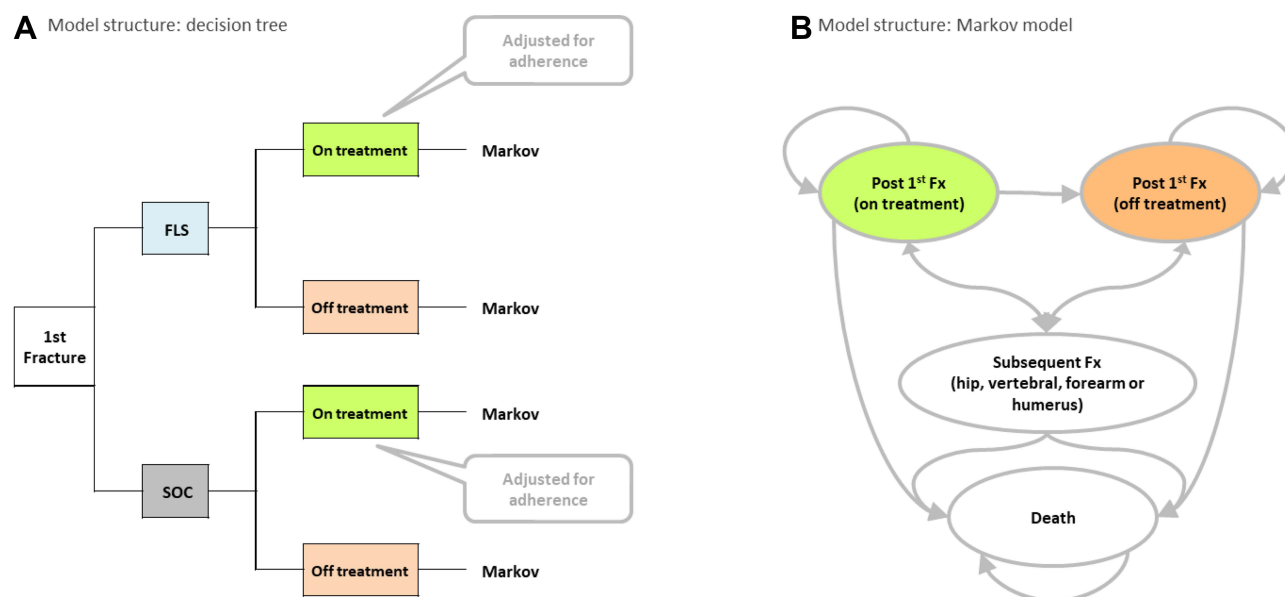 A Model structure: decision tree
Adjusted for
adherence
On treatment
Markov
FLS
Off treatment
Markov
1st
Fracture
On treatment
Markov
SOC
Adjusted for
adherence
Off treatment
Markov
B Model structure: Markov model
Post 1st Fx
(on treatment)
Post 1st Fx
(off treatment)
Subsequent Fx
(hip, vertebral, forearm or
humerus)
Death